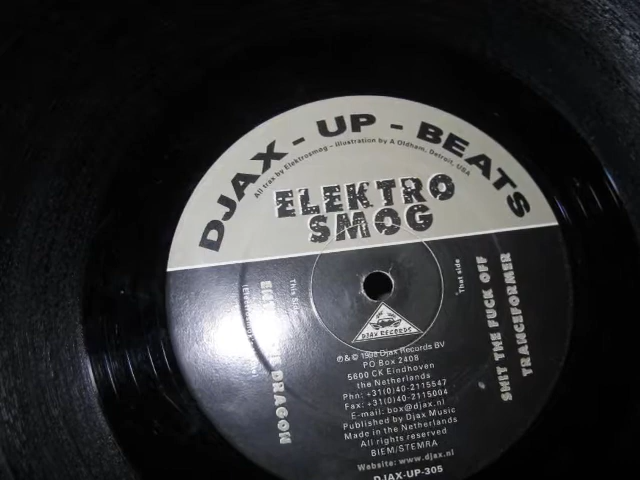 DJAX - UP - BEATS
All trax by Elektrosmog - illustration by A Oldham, Detroit, USA
ELEKTRO
SMOG
This Side
THE DRAGON
That side
SHIT THE FUCK OFF
TRANCEFORMER
DJAX RECORDS
℗&© 1998 Djax Records BV
PO Box 2408
5600 CK Eindhoven
the Netherlands
Phn: +31(0)40-2115547
Fax: +31(0)40-2115004
E-mail: box@djax.nl
Published by Djax Music
Made in the Netherlands
All rights reserved
BIEM/STEMRA
Website: www.djax.nl
DJAX-UP-305